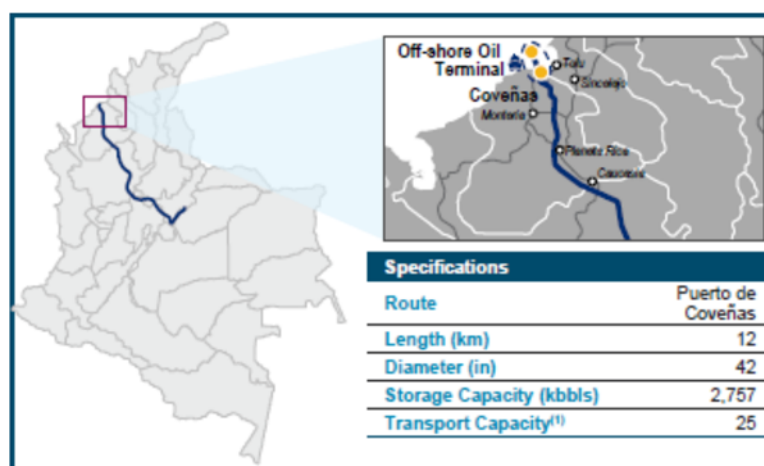 Off-shore Oil
Terminal
Tolu
Sincelejo
Coveñas
Montería
Planeta Rica
Caucasia
Specifications
Route Puerto de
Coveñas
Length (km) 12
Diameter (in) 42
Storage Capacity (kbbls) 2,757
Transport Capacity(1) 25